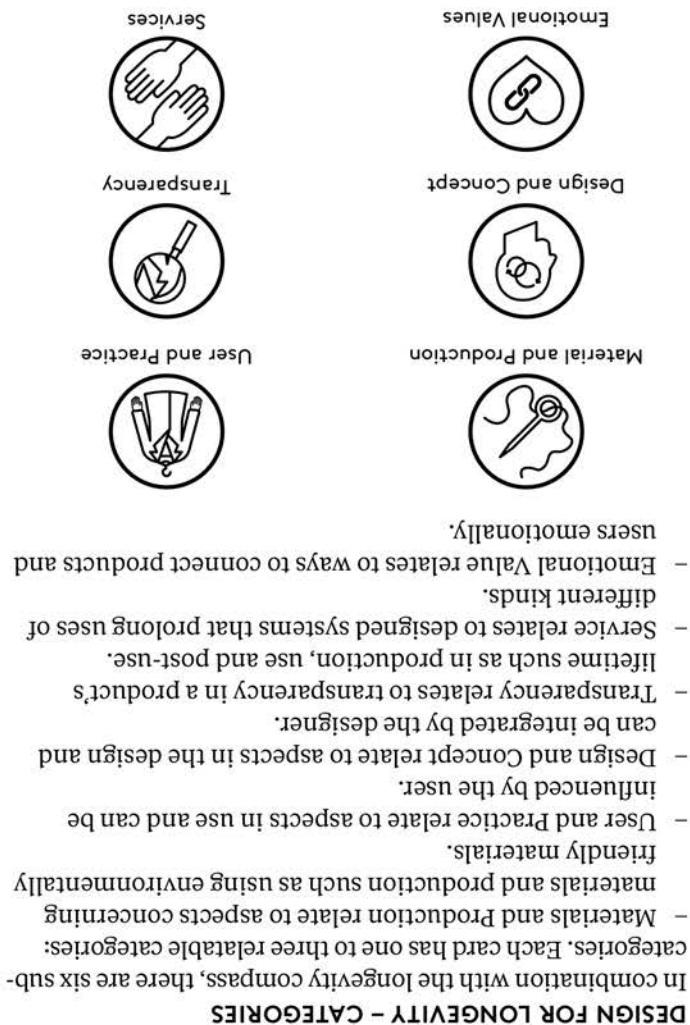 DESIGN FOR LONGEVITY – CATEGORIES
In combination with the longevity compass, there are six sub-
categories. Each card has one to three relatable categories:
– Materials and Production relate to aspects concerning
materials and production such as using environmentally
friendly materials.
– User and Practice relate to aspects in use and can be
influenced by the user.
– Design and Concept relate to aspects in the design and
can be integrated by the designer.
– Transparency relates to transparency in a product's
lifetime such as in production, use and post-use.
– Service relates to designed systems that prolong uses of
different kinds.
– Emotional Value relates to ways to connect products and
users emotionally.
Material and Production
User and Practice
Design and Concept
Transparency
Emotional Values
Services